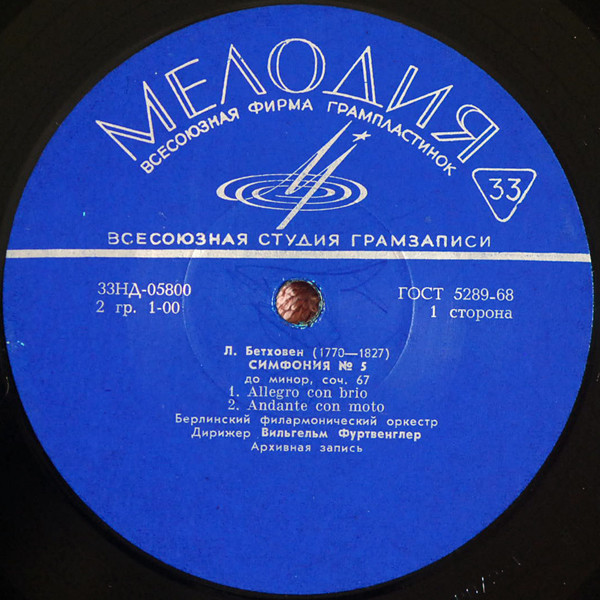 МЕЛОДИЯ
ВСЕСОЮЗНАЯ ФИРМА ГРАМПЛАСТИНОК
33
ВСЕСОЮЗНАЯ СТУДИЯ ГРАМЗАПИСИ
33НД-05800
ГОСТ 5289-68
2 гр. 1-00
1 сторона
Л. Бетховен (1770—1827)
СИМФОНИЯ № 5
до минор, соч. 67
1. Allegro con brio
2. Andante con moto
Берлинский филармонический оркестр
Дирижер Вильгельм Фуртвенглер
Архивная запись